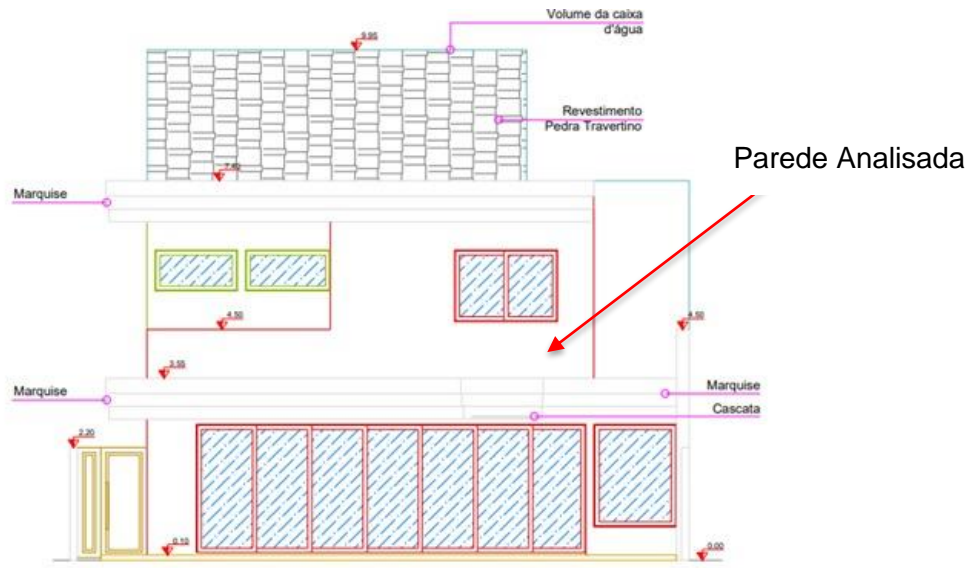 Volume da caixa
d'água
9.95
Revestimento
Pedra Travertino
Parede Analisada
7.40
Marquise
4.50
4.50
3.55
Marquise
Marquise
Cascata
2.20
0.10
0.00